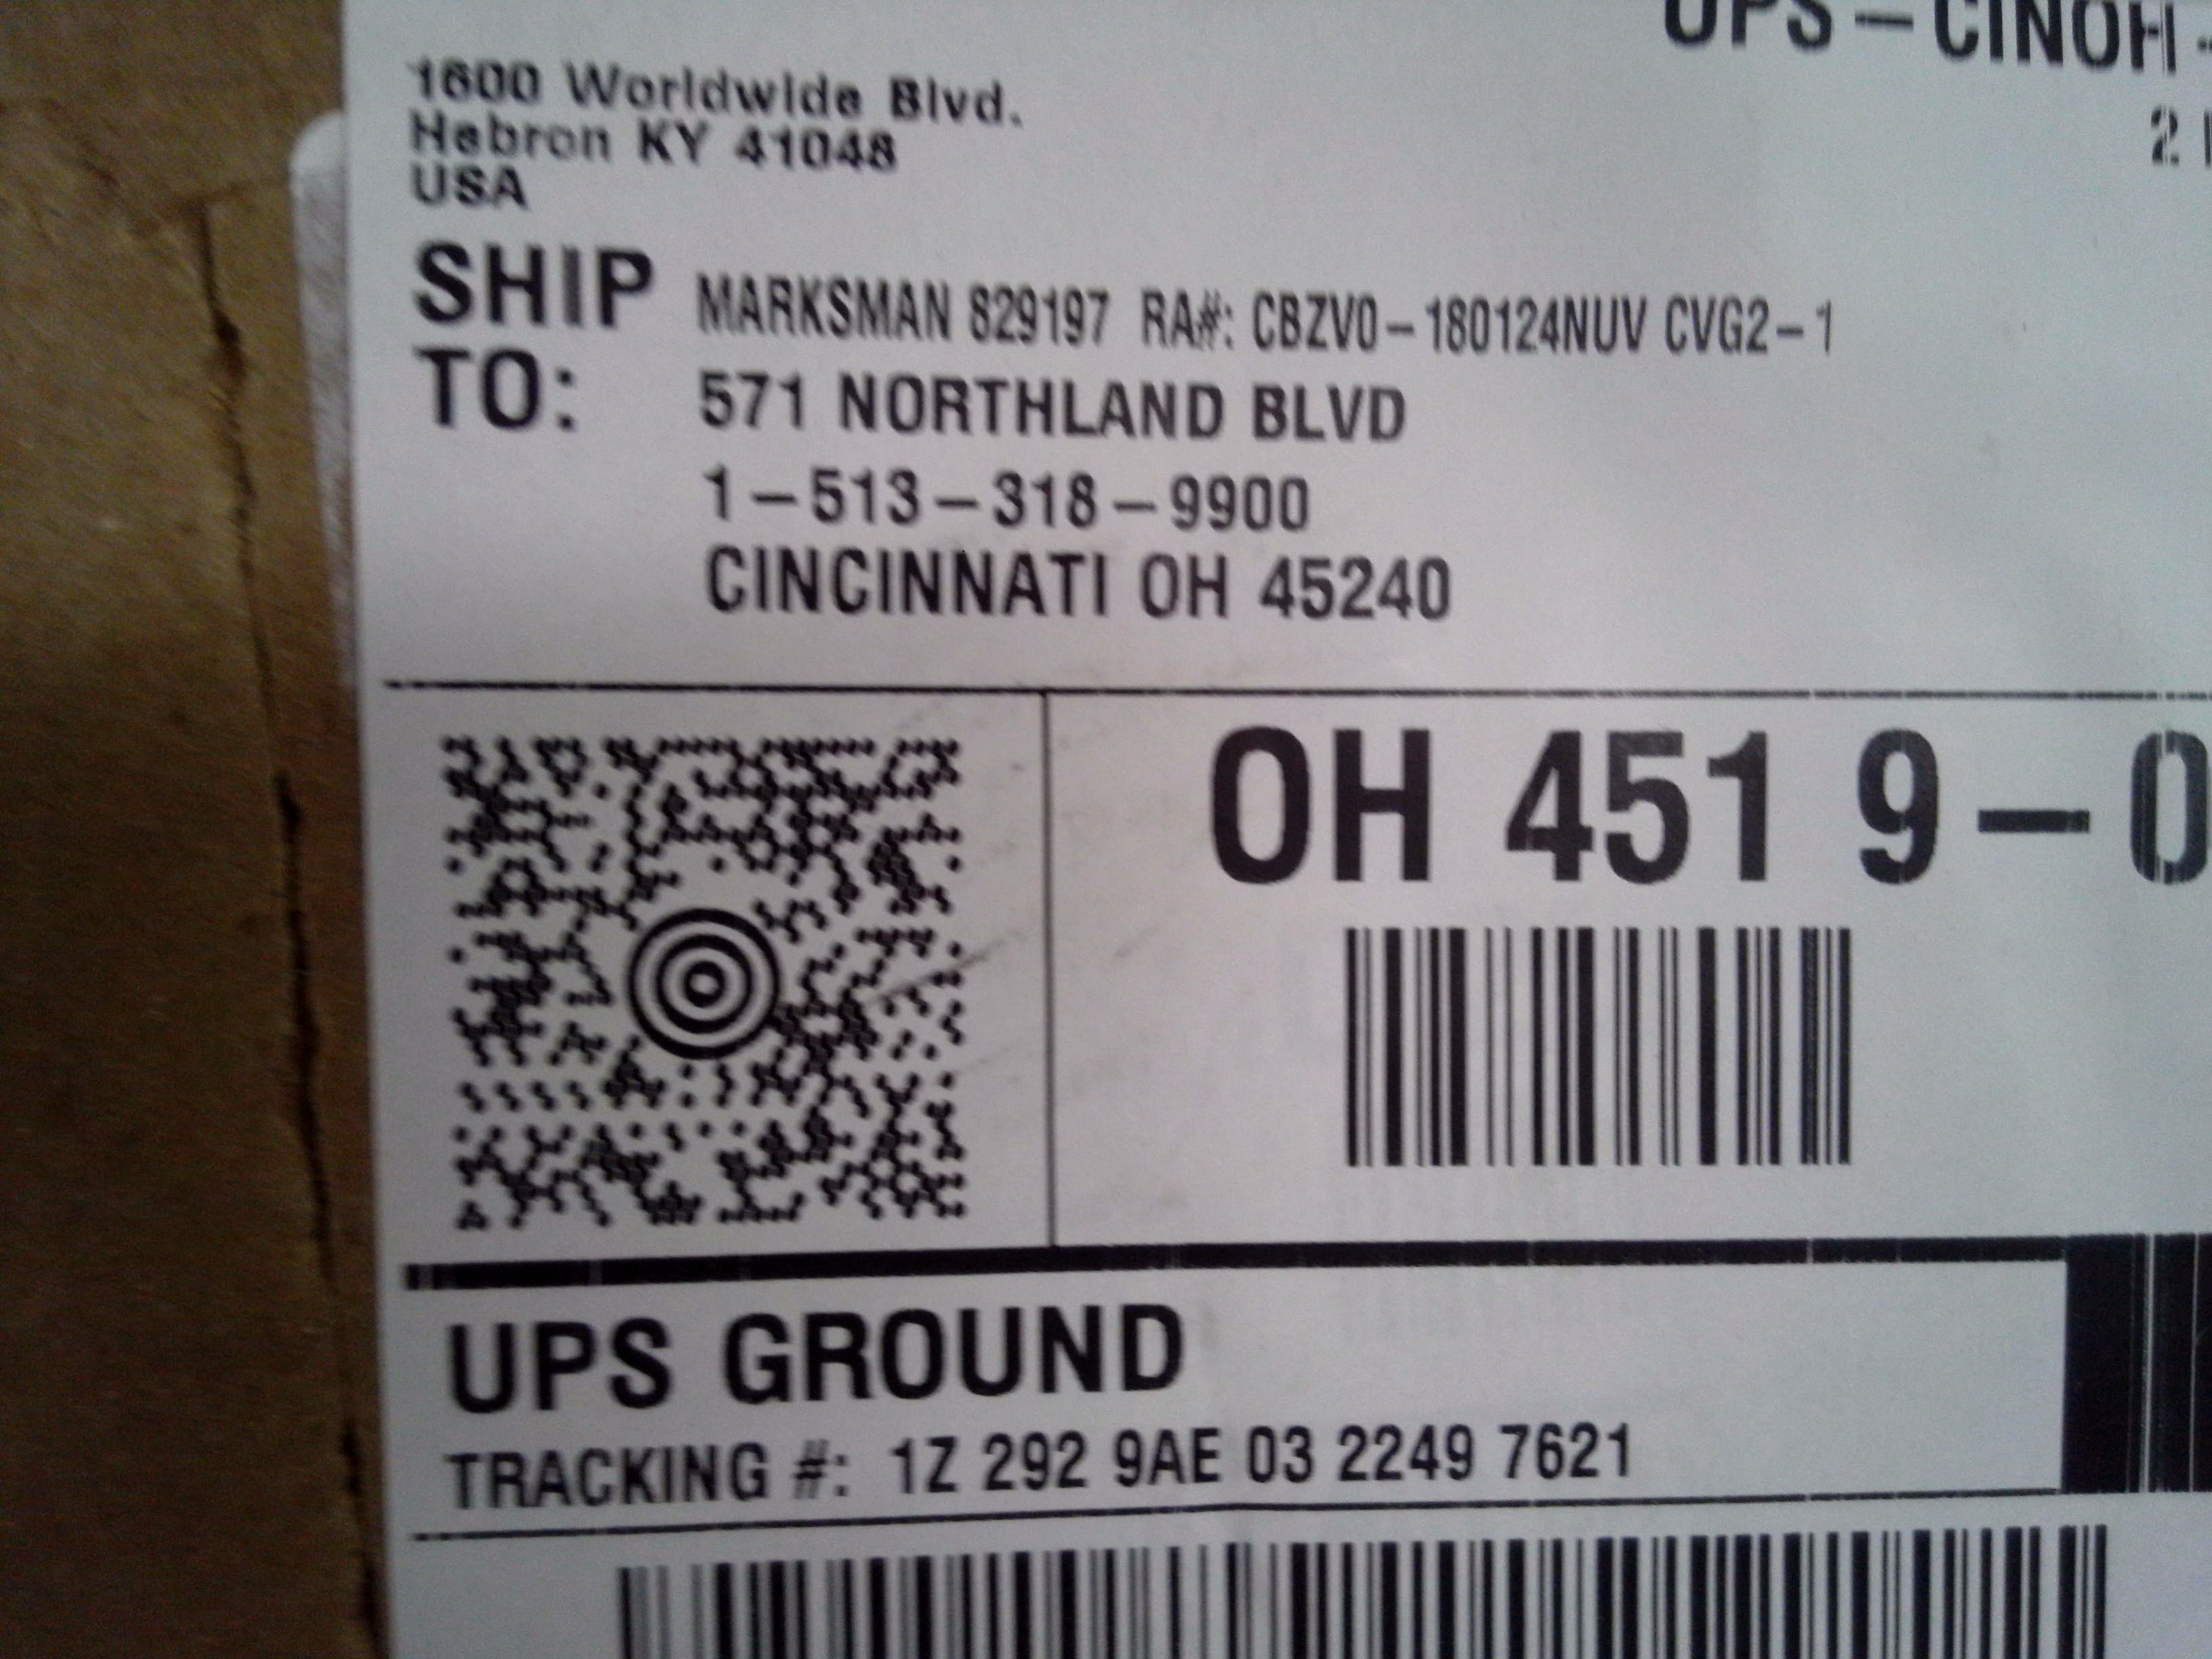 UPS - CINOH -
1600 Worldwide Blvd.
Hebron KY 41048
USA
2
SHIP TO:
MARKSMAN 829197 RA#: CBZV0-180124NUV CVG2-1
571 NORTHLAND BLVD
1-513-318-9900
CINCINNATI OH 45240
OH 451 9-0
UPS GROUND
TRACKING #: 1Z 292 9AE 03 2249 7621